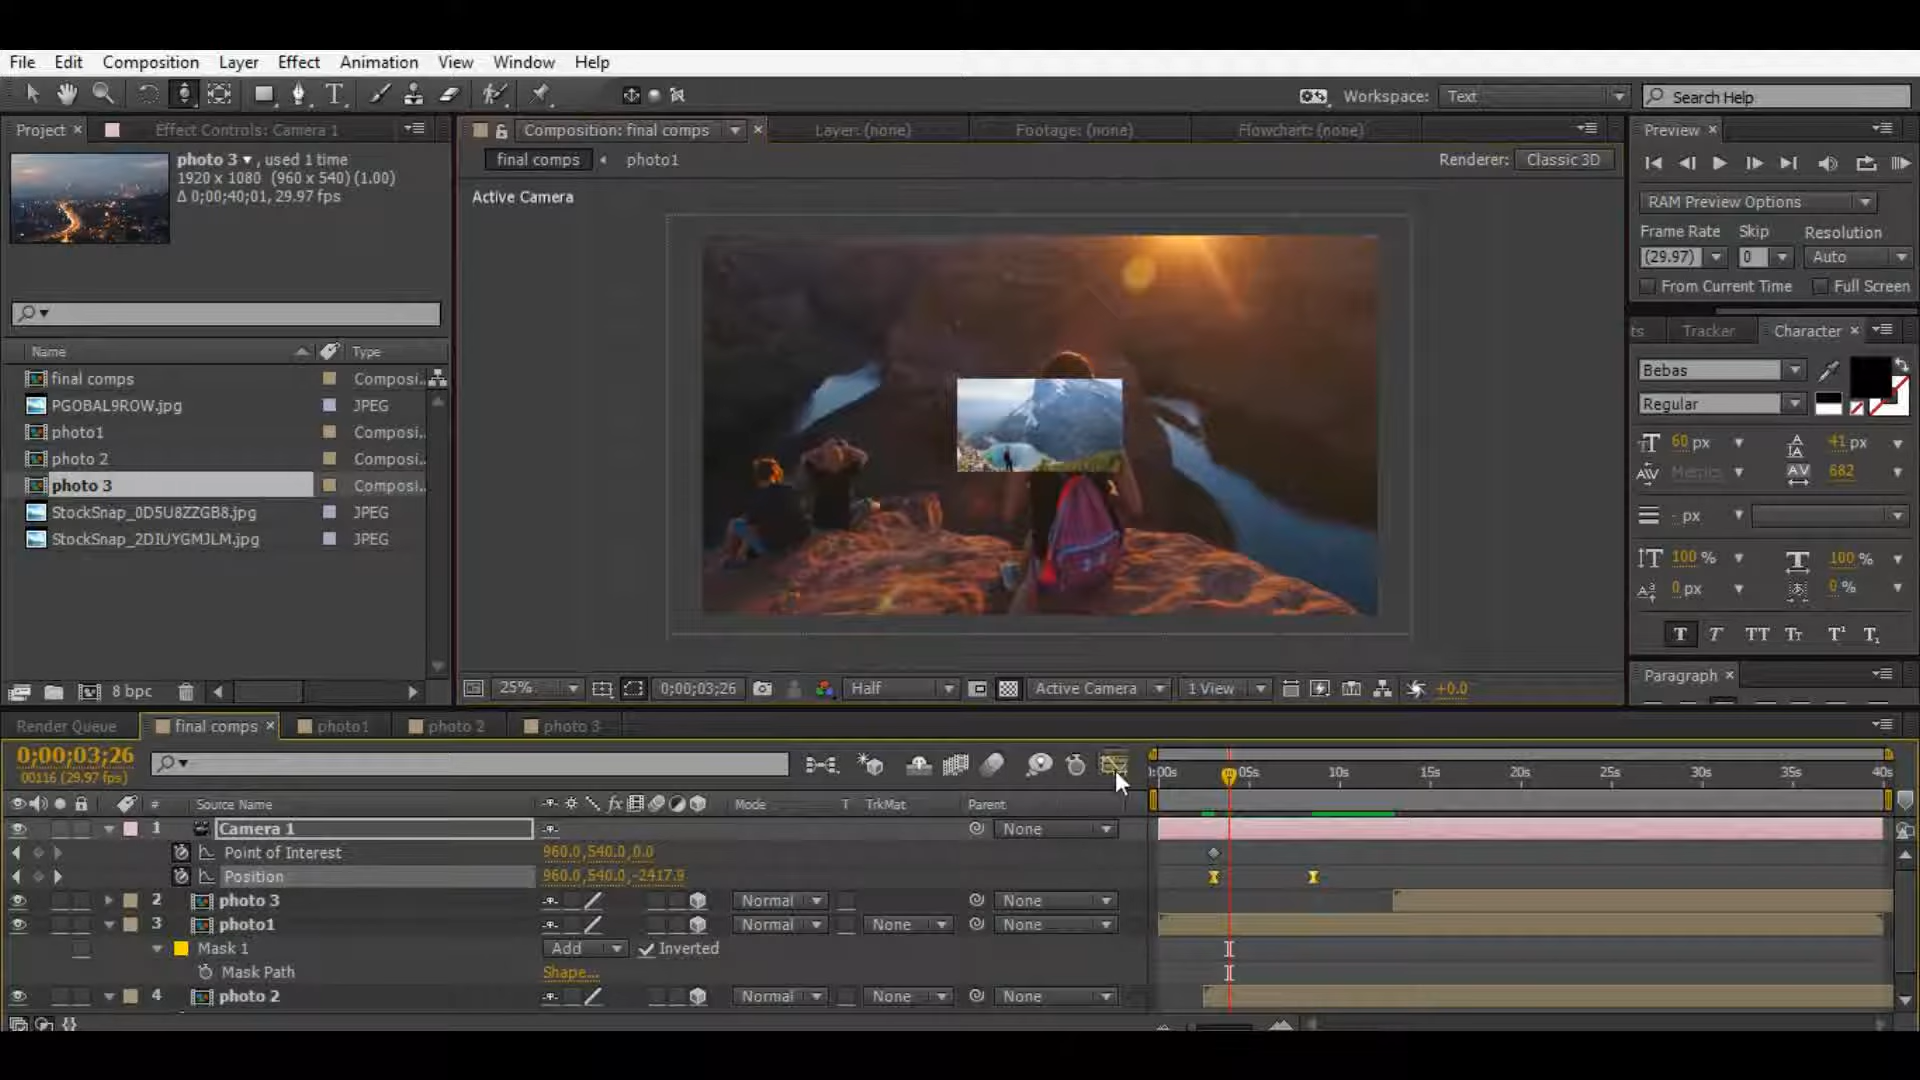 File Edit Composition Layer Effect Animation View Window Help
Workspace: Text Search Help
Project × Effect Controls: Camera 1
Composition: final comps × Layer: (none) Footage: (none) Flowchart: (none)
Preview ×
photo 3 , used 1 time
1920 x 1080 (960 x 540) (1.00)
Δ 0;00;40;01, 29.97 fps
final comps photo1
Renderer: Classic 3D
Active Camera
RAM Preview Options
Frame Rate Skip Resolution
(29.97) 0 Auto
From Current Time Full Screen
ts Tracker Character ×
Name Type
final comps Composi..
PGOBAL9ROW.jpg JPEG
photo1 Composi..
photo 2 Composi..
photo 3 Composi..
StockSnap_0D5U8ZZGB8.jpg JPEG
StockSnap_2DIUYGMJLM.jpg JPEG
Bebas
Regular
60 px 41 px
Metrics 682
- px
100 % 100 %
0 px 0 %
T T TT Tt T¹ T₁
Paragraph ×
8 bpc
25% 0;00;03;26 Half Active Camera 1 View +0.0
Render Queue final comps × photo1 photo 2 photo 3
0;00;03;26
00116 (29.97 fps)
:00s 05s 10s 15s 20s 25s 30s 35s 40s
# Source Name fx Mode T TrkMat Parent
1 Camera 1 None
Point of Interest 960.0,540.0,0.0
Position 960.0,540.0,-2417.9
2 photo 3 Normal None
3 photo1 Normal None None
Mask 1 Add Inverted
Mask Path Shape...
4 photo 2 Normal None None